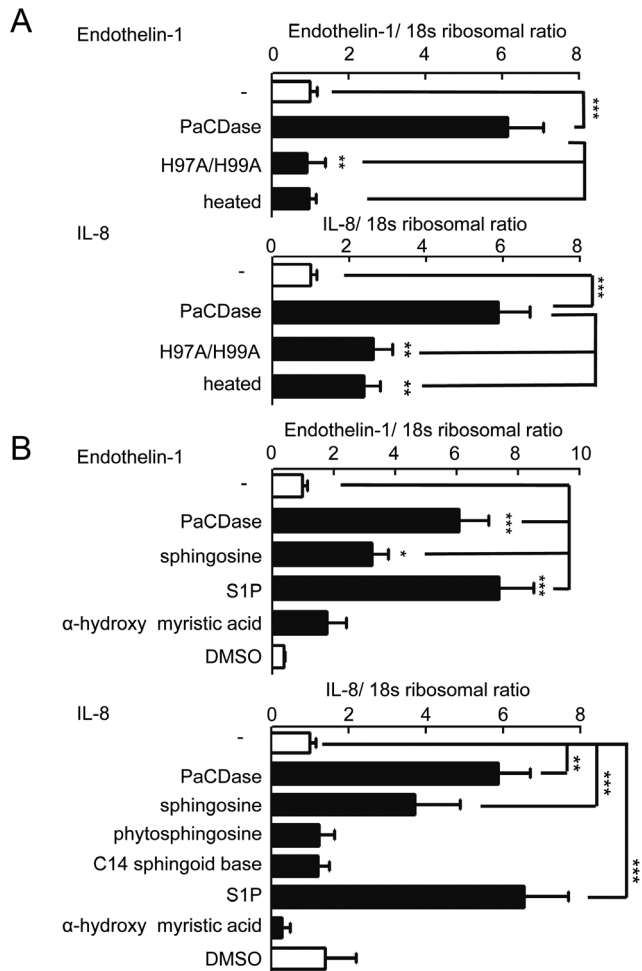 A
Endothelin-1
Endothelin-1/ 18s ribosomal ratio
0 2 4 6 8
-
***
PaCDase
H97A/H99A
**
heated
IL-8
IL-8/ 18s ribosomal ratio
0 2 4 6 8
-
***
PaCDase
H97A/H99A
**
heated
**
B
Endothelin-1
Endothelin-1/ 18s ribosomal ratio
0 2 4 6 8 10
-
PaCDase
***
sphingosine
*
S1P
***
α-hydroxy myristic acid
DMSO
IL-8
IL-8/ 18s ribosomal ratio
0 2 4 6 8
-
PaCDase
**
***
sphingosine
phytosphingosine
C14 sphingoid base
S1P
***
α-hydroxy myristic acid
DMSO